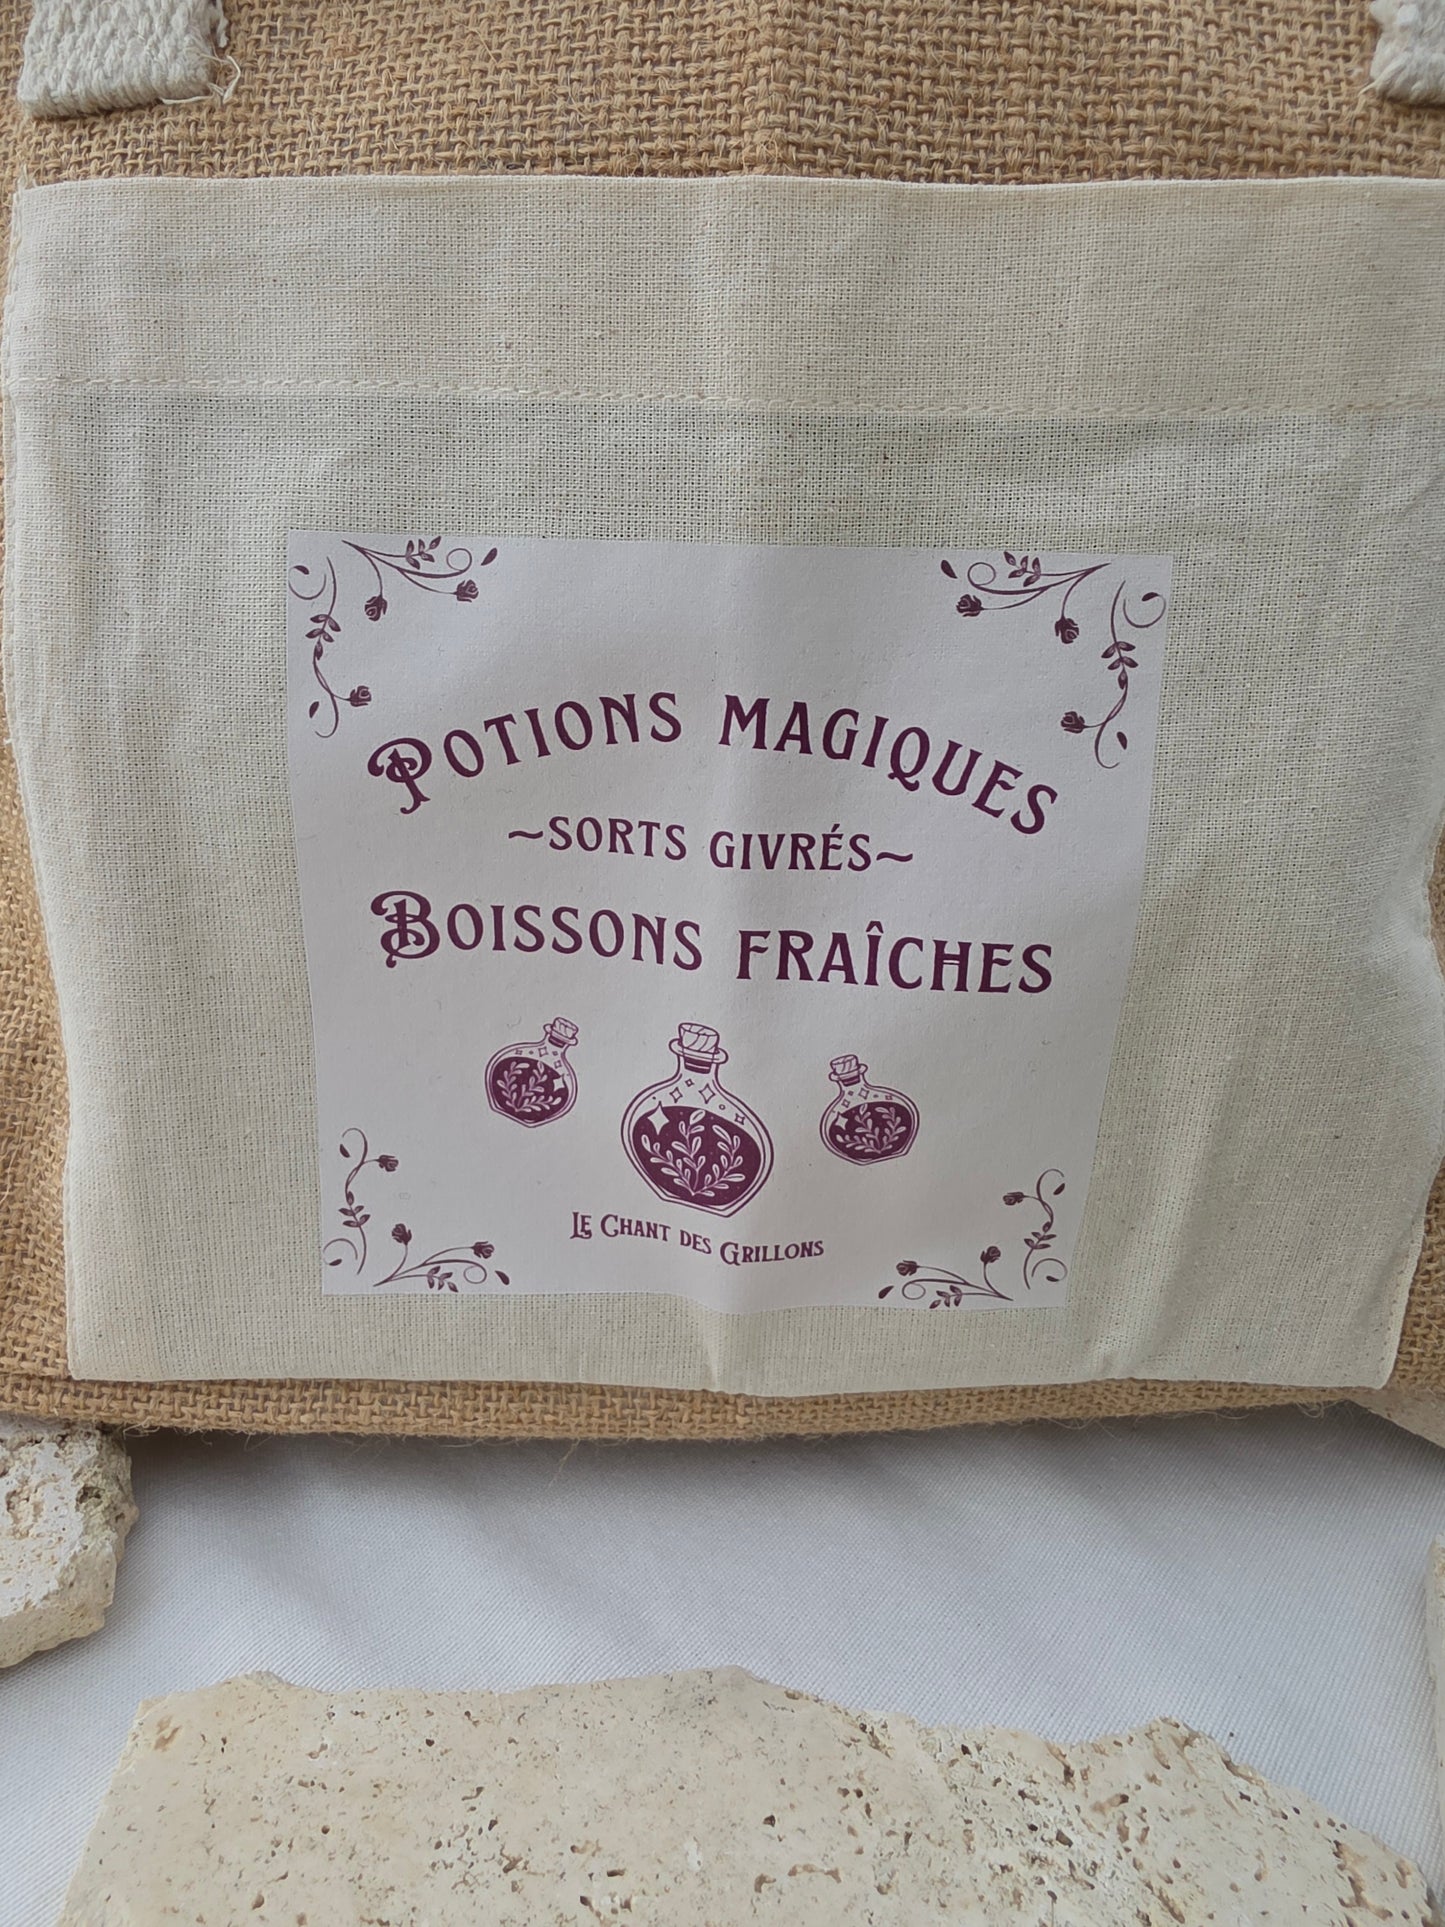 Potions magiques
~sorts givrés~
Boissons fraîches
Le Chant des Grillons